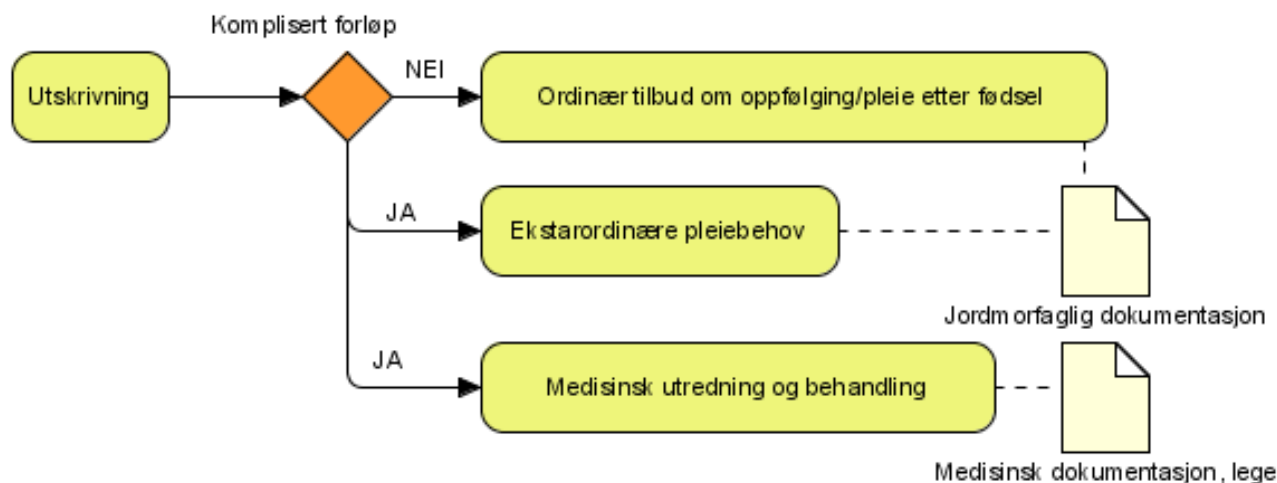 Komplisert forløp
Utskrivning
NEI
Ordinær tilbud om oppfølging/pleie etter fødsel
JA
Ekstarordinære pleiebehov
Jordmorfaglig dokumentasjon
JA
Medisinsk utredning og behandling
Medisinsk dokumentasjon, lege